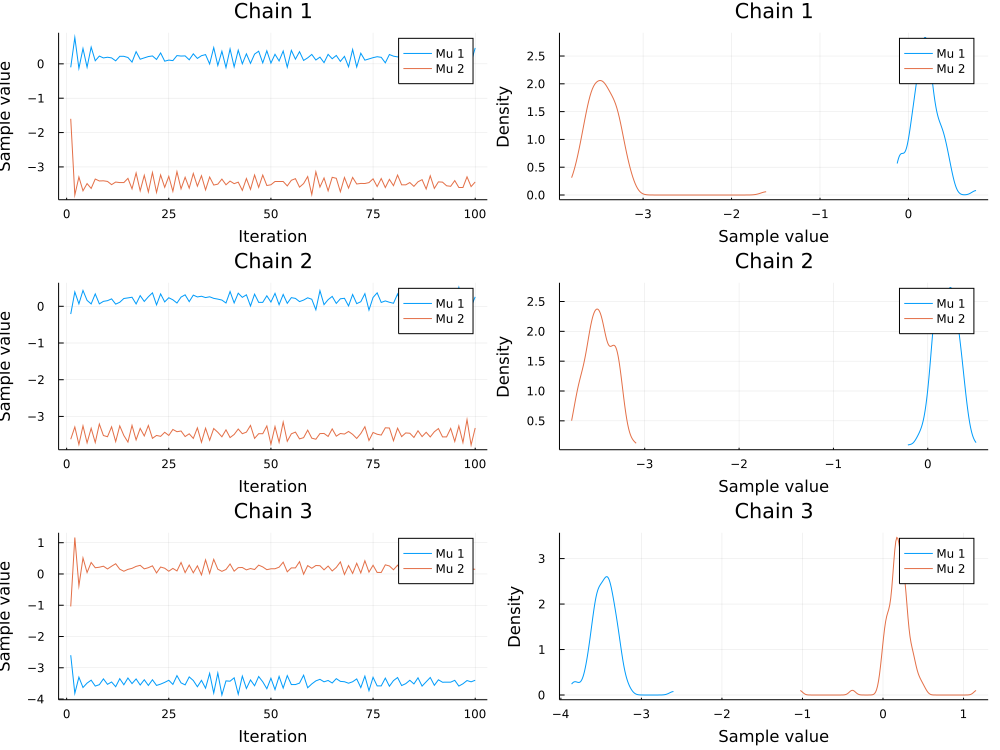 Chain 1
Sample value
0
−1
−2
−3
0
25
50
75
100
Iteration
Mu 1
Mu 2
Chain 1
Density
2.5
2.0
1.5
1.0
0.5
0.0
−3
−2
−1
0
Sample value
Mu 1
Mu 2
Chain 2
Sample value
0
−1
−2
−3
0
25
50
75
100
Iteration
Mu 1
Mu 2
Chain 2
Density
2.5
2.0
1.5
1.0
0.5
−3
−2
−1
0
Sample value
Mu 1
Mu 2
Chain 3
Sample value
1
0
−1
−2
−3
−4
0
25
50
75
100
Iteration
Mu 1
Mu 2
Chain 3
Density
3
2
1
0
−4
−3
−2
−1
0
1
Sample value
Mu 1
Mu 2